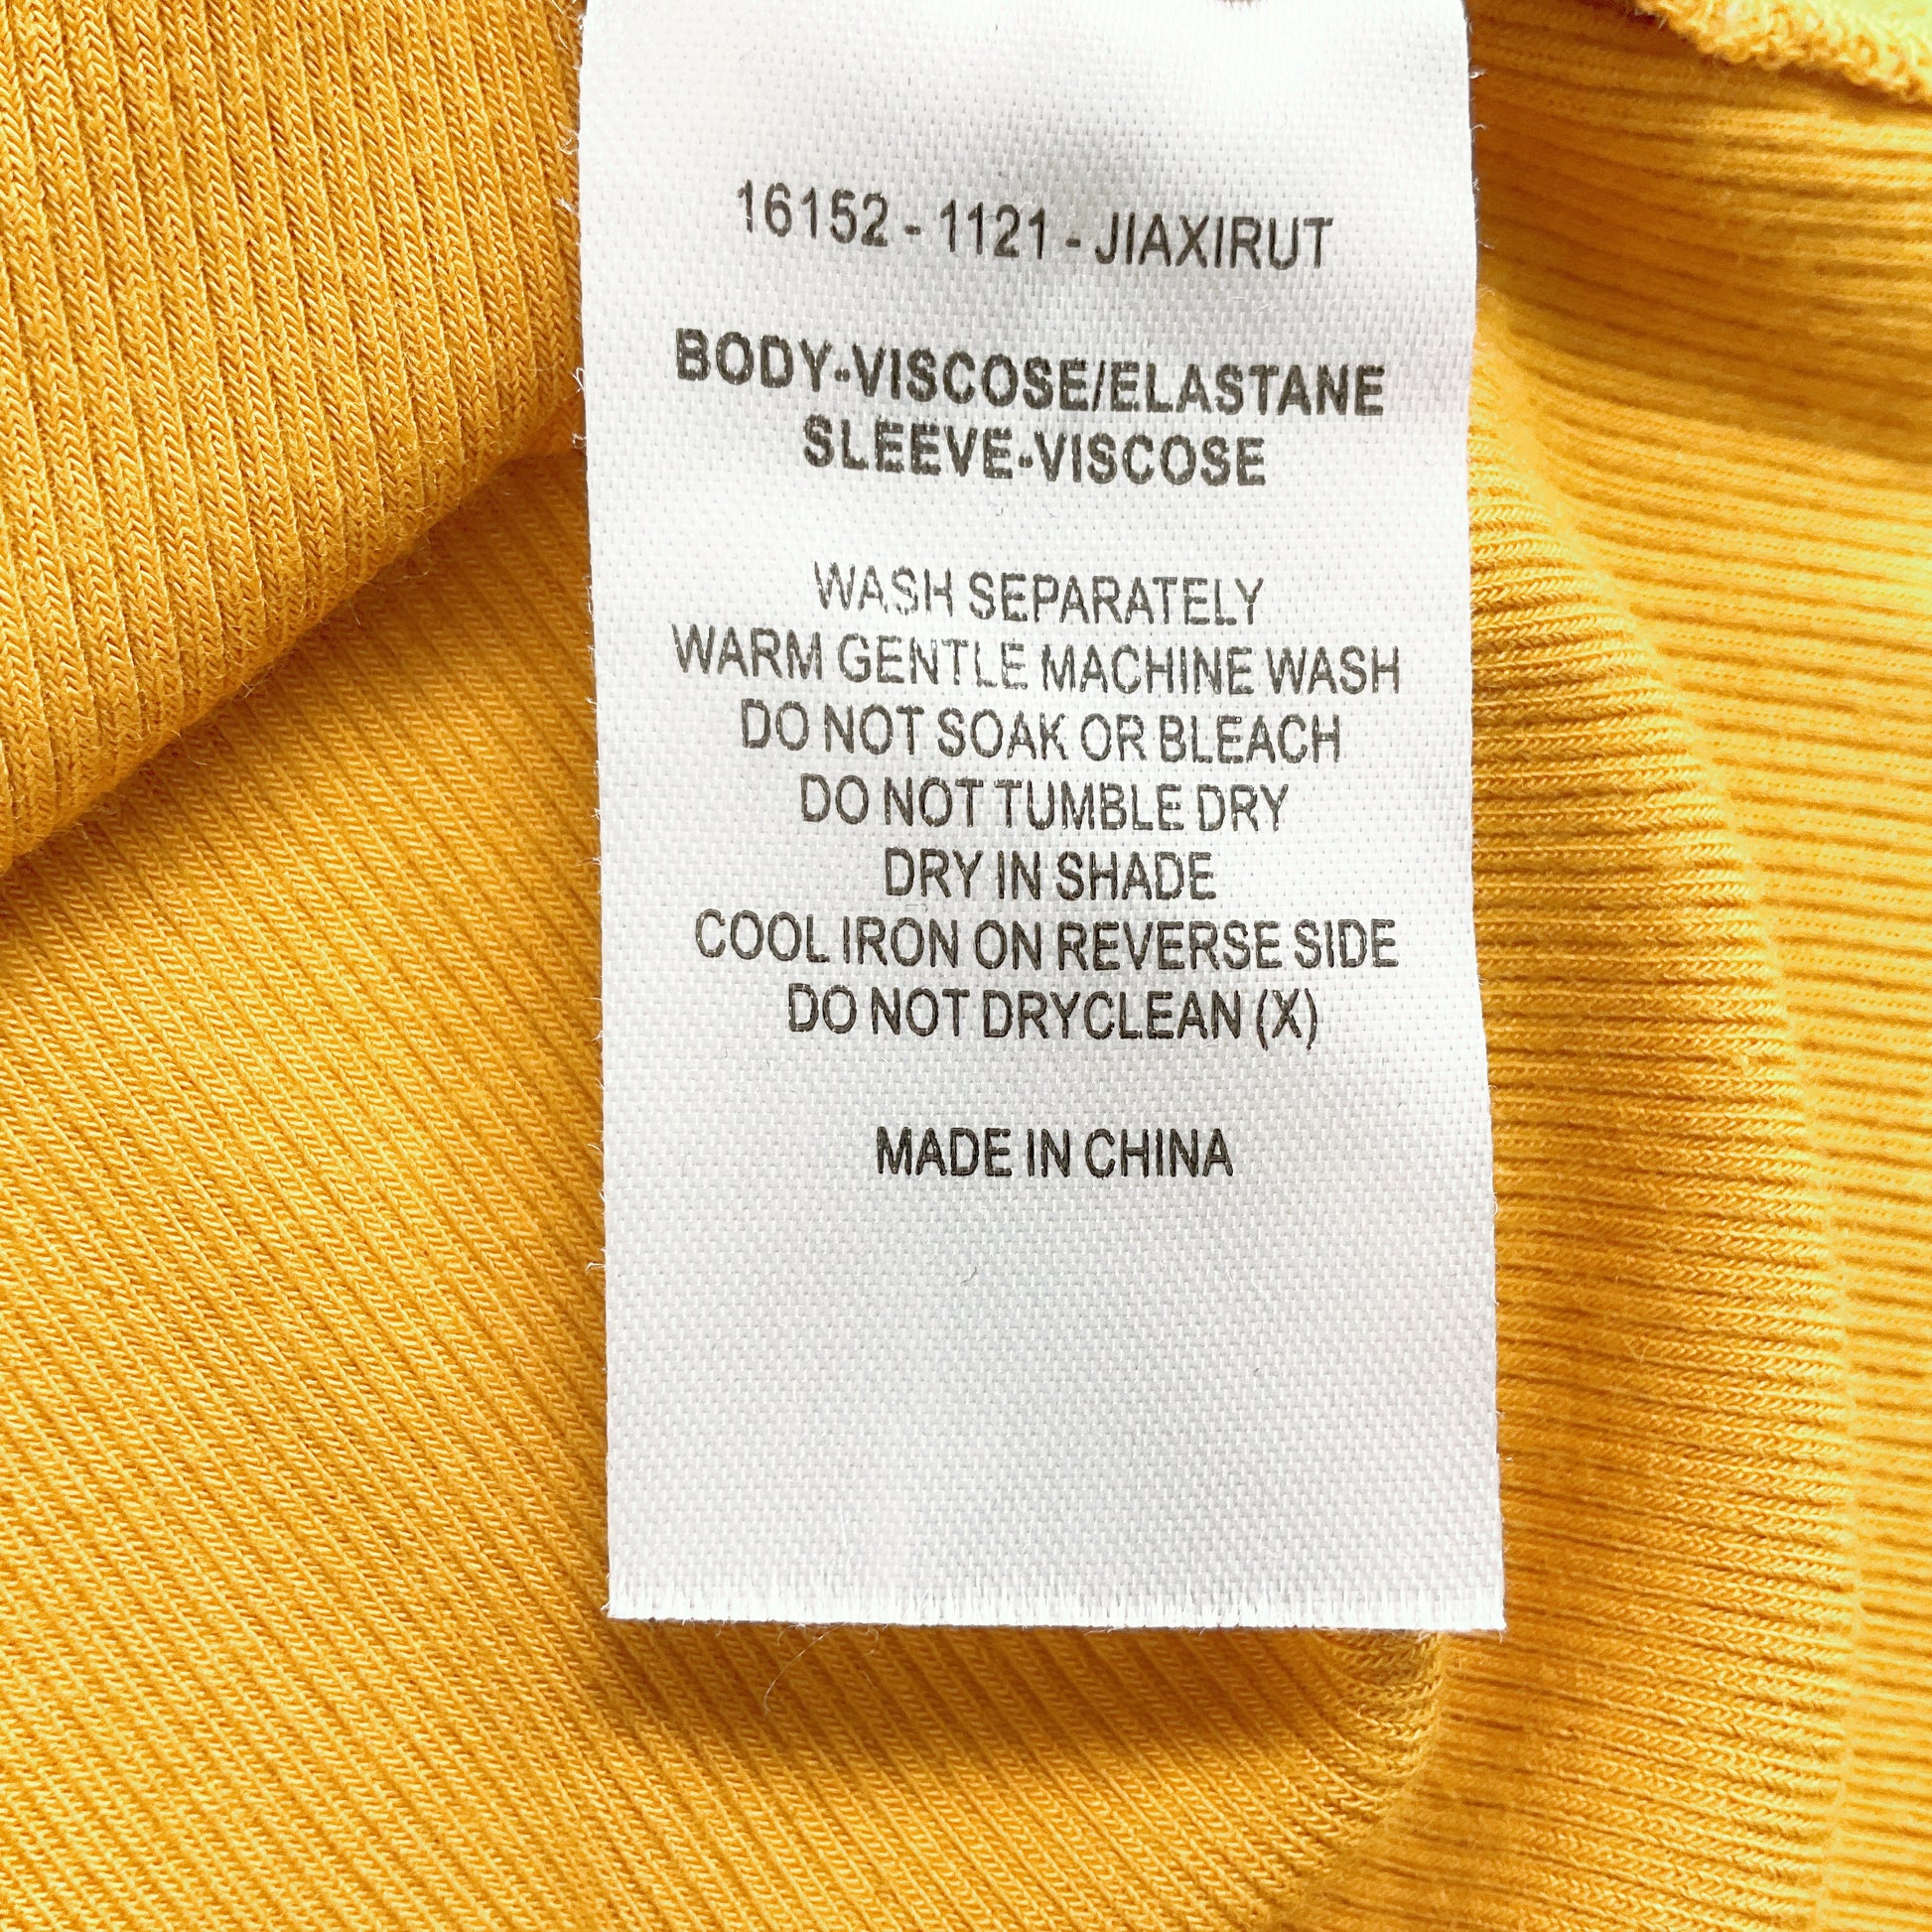 16152 - 1121 - JIAXIRUT
BODY-VISCOSE/ELASTANE
SLEEVE-VISCOSE
WASH SEPARATELY
WARM GENTLE MACHINE WASH
DO NOT SOAK OR BLEACH
DO NOT TUMBLE DRY
DRY IN SHADE
COOL IRON ON REVERSE SIDE
DO NOT DRYCLEAN (X)
MADE IN CHINA